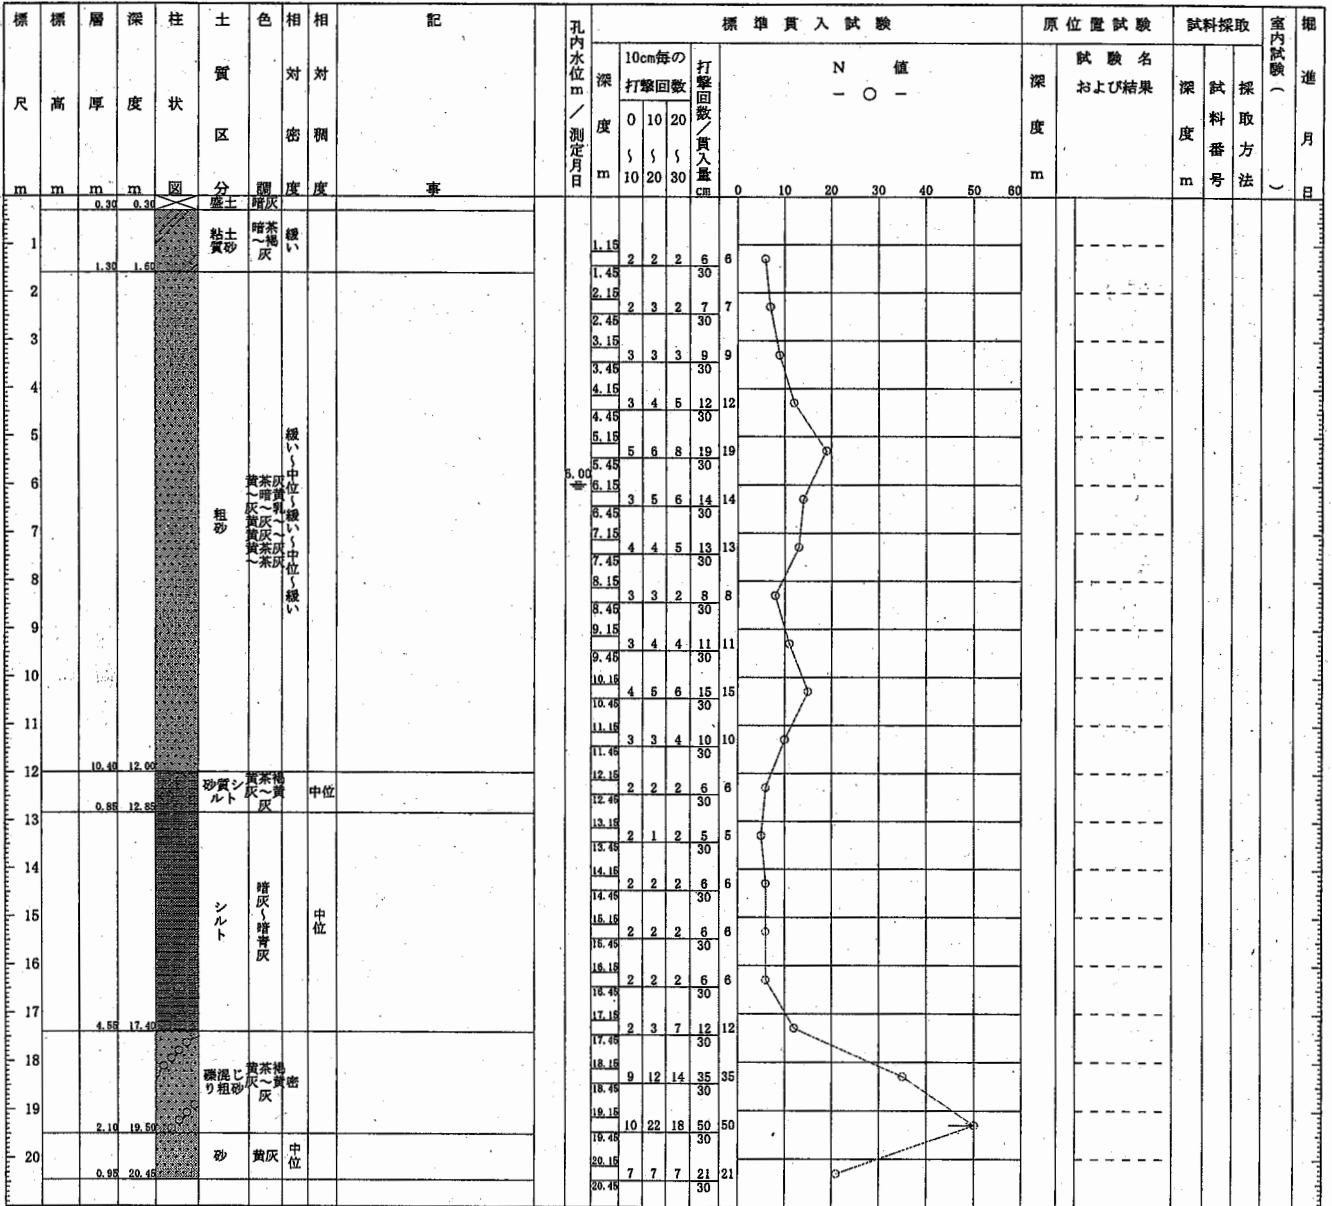 標尺 m
標高 m
層厚 m
深度 m
柱状図
土質区分
色調
相対密度
相対稠度
記事
孔内水位m／測定月日
標準貫入試験
深度 m
10cm毎の打撃回数
0〜10
10〜20
20〜30
打撃回数／貫入量 cm
N 値
─ ○ ─
0 10 20 30 40 50 60
原位置試験
深度 m
試験名および結果
試料採取
深度 m
試料番号
採取方法
室内試験（ ）
掘進月日
0.30 0.30 盛土 暗灰
1
粘土質砂 暗茶〜褐灰 緩い
1.30 1.60
1.15 2 2 2 6 6
1.45 30
2
2.15 2 3 2 7 7
2.45 30
3
3.15 3 3 3 9 9
3.45 30
4
4.15 3 4 5 12 12
4.45 30
5
5.15 5 6 8 19 19
5.45 30
6.00
6
6.15 3 5 6 14 14
6.45 30
粗砂
緩い〜中位〜緩い〜中位〜緩い
7
7.15 4 4 5 13 13
7.45 30
8
8.15 3 3 2 8 8
8.45 30
9
9.15 3 4 4 11 11
9.45 30
10
10.15 4 5 6 15 15
10.45 30
11
11.15 3 3 4 10 10
11.45 30
10.40 12.00
12
砂質シルト 黄茶褐灰〜黄灰 中位
12.15 2 2 2 6 6
12.45 30
0.85 12.85
13
13.15 2 1 2 5 5
13.45 30
14
14.15 2 2 2 6 6
14.45 30
シルト 暗灰〜暗青灰 中位
15
15.15 2 2 2 6 6
15.45 30
16
16.15 2 2 2 6 6
16.45 30
17
17.15 2 3 7 12 12
17.45 30
4.55 17.40
18
礫混じり粗砂 黄茶褐灰〜黄灰 密
18.15 9 12 14 35 35
18.45 30
19
19.15 10 22 18 50 50
19.45 30
2.10 19.50
20
砂 黄灰 中位
20.15 7 7 7 21 21
20.45 30
0.95 20.45